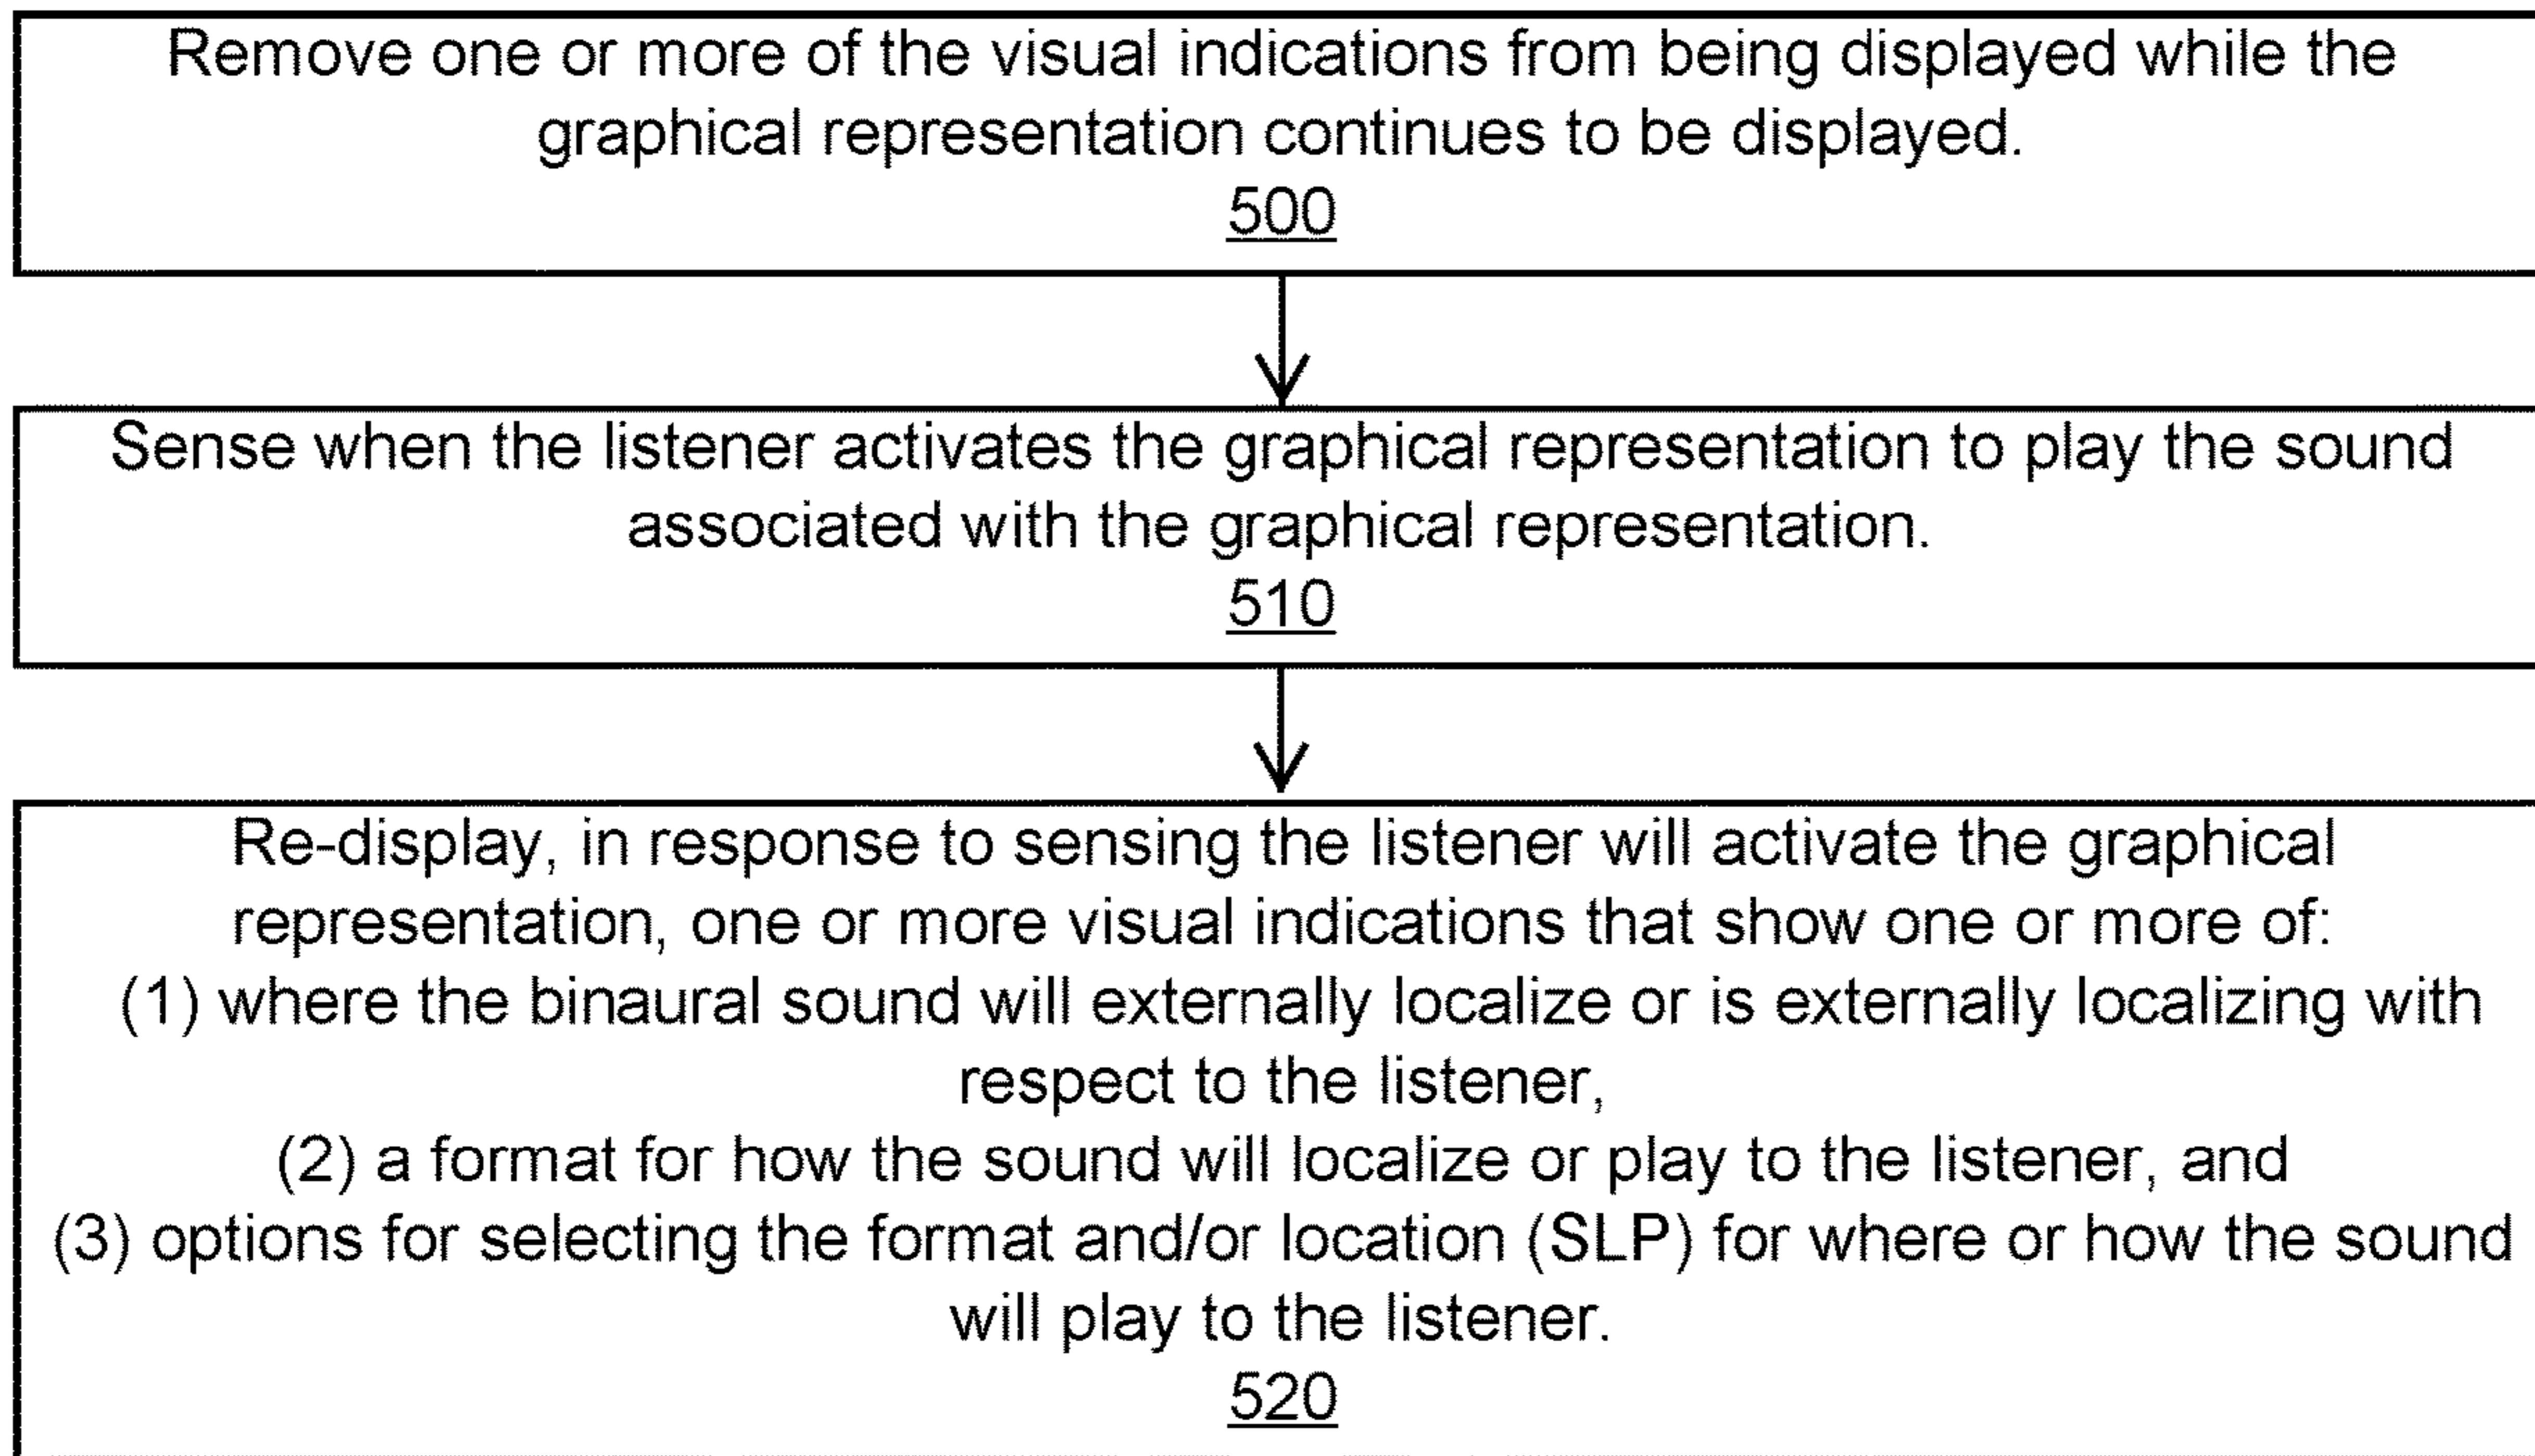 Remove one or more of the visual indications from being displayed while the
graphical representation continues to be displayed.
500
Sense when the listener activates the graphical representation to play the sound
associated with the graphical representation.
510
Re-display, in response to sensing the listener will activate the graphical
representation, one or more visual indications that show one or more of:
(1) where the binaural sound will externally localize or is externally localizing with
respect to the listener,
(2) a format for how the sound will localize or play to the listener, and
(3) options for selecting the format and/or location (SLP) for where or how the sound
will play to the listener.
520